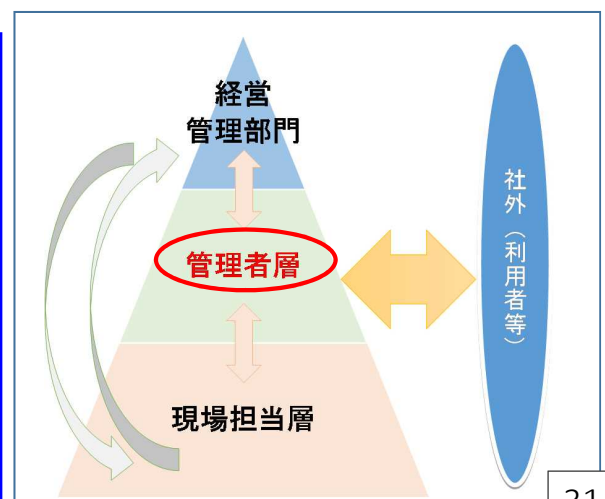 経営
管理部門
管理者層
現場担当層
社外（利用者等）